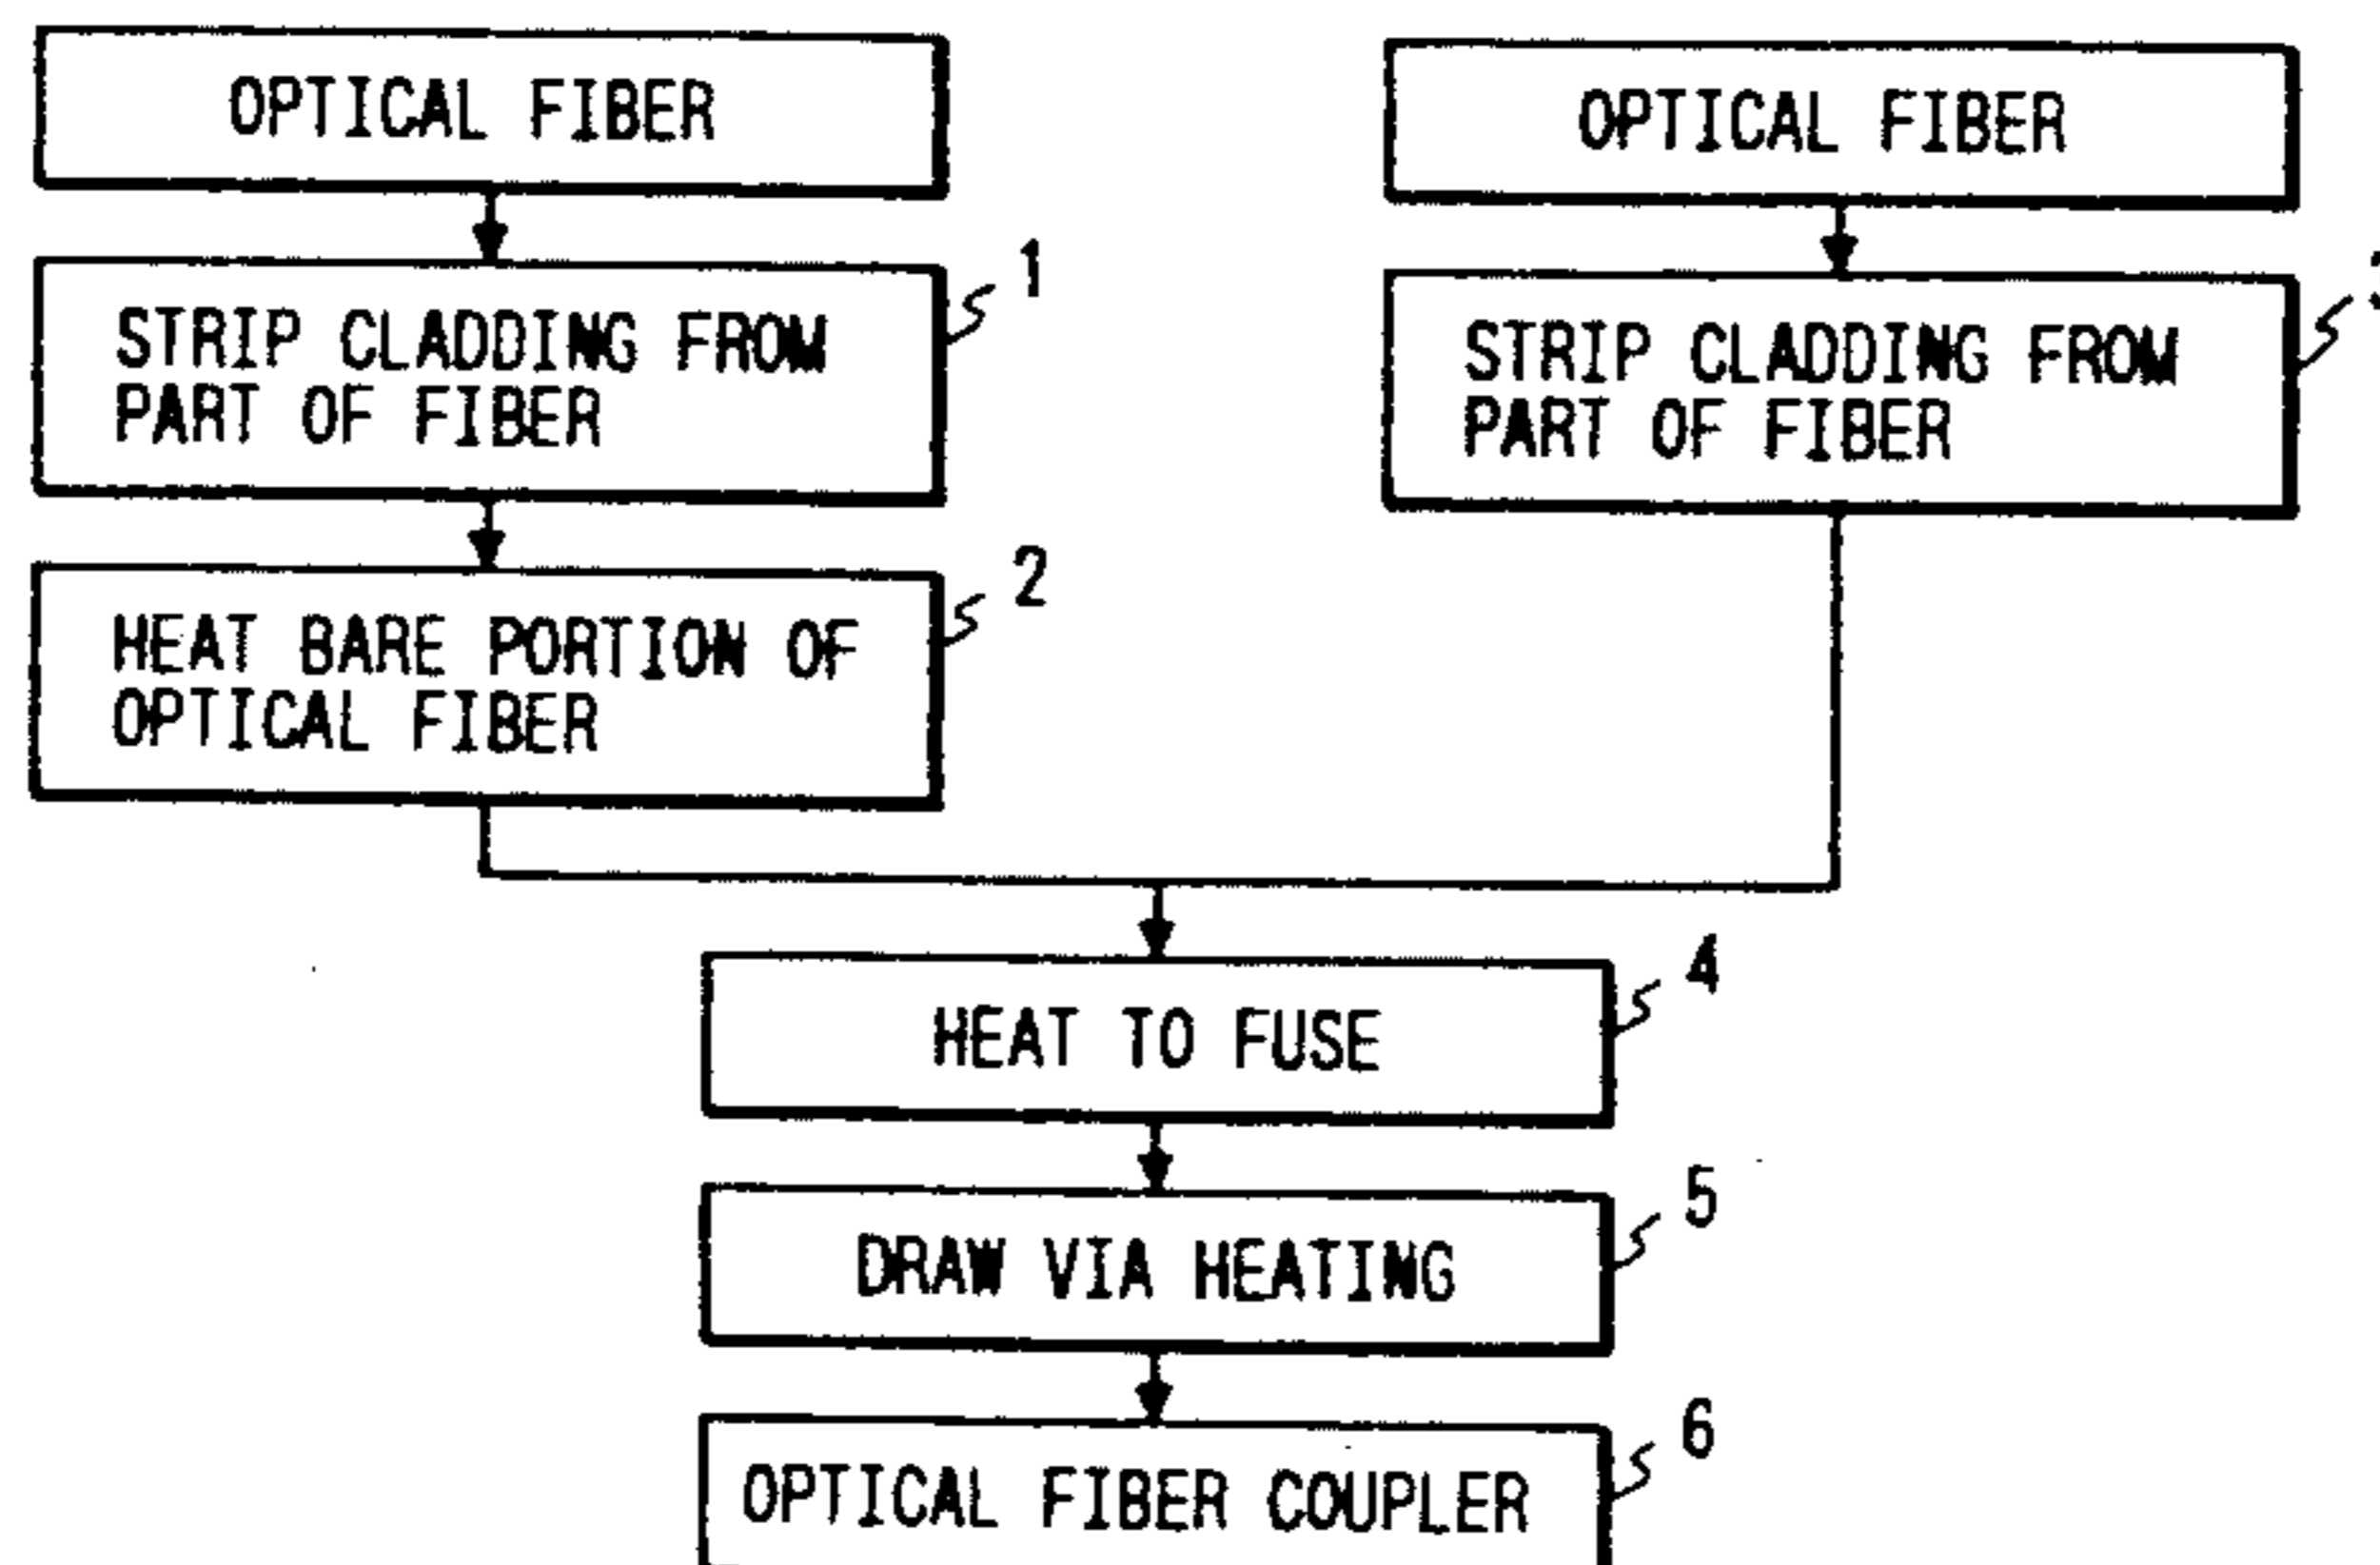 OPTICAL FIBER
STRIP CLADDING FROM
PART OF FIBER
1
HEAT BARE PORTION OF
OPTICAL FIBER
2
OPTICAL FIBER
STRIP CLADDING FROM
PART OF FIBER
HEAT TO FUSE
4
DRAW VIA HEATING
5
OPTICAL FIBER COUPLER
6